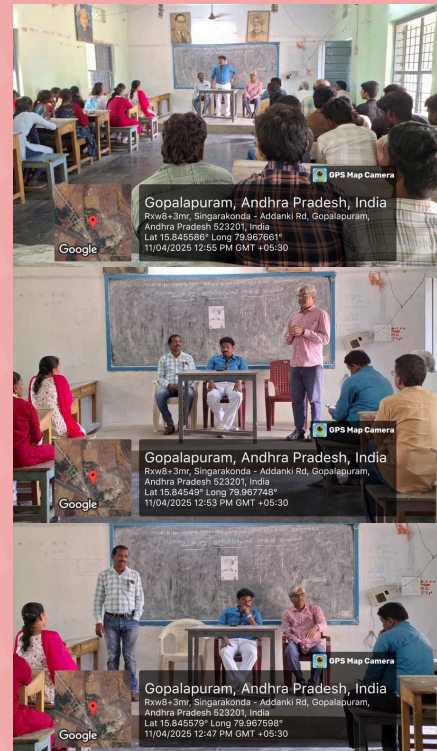 GPS Map Camera
Gopalapuram, Andhra Pradesh, India
Rxw8+3mr, Singarakonda - Addanki Rd, Gopalapuram,
Andhra Pradesh 523201, India
Lat 15.845586° Long 79.967661°
11/04/2025 12:55 PM GMT +05:30
Google
GPS Map Camera
Gopalapuram, Andhra Pradesh, India
Rxw8+3mr, Singarakonda - Addanki Rd, Gopalapuram,
Andhra Pradesh 523201, India
Lat 15.84549° Long 79.967748°
11/04/2025 12:53 PM GMT +05:30
Google
GPS Map Camera
Gopalapuram, Andhra Pradesh, India
Rxw8+3mr, Singarakonda - Addanki Rd, Gopalapuram,
Andhra Pradesh 523201, India
Lat 15.845579° Long 79.967598°
11/04/2025 12:47 PM GMT +05:30
Google